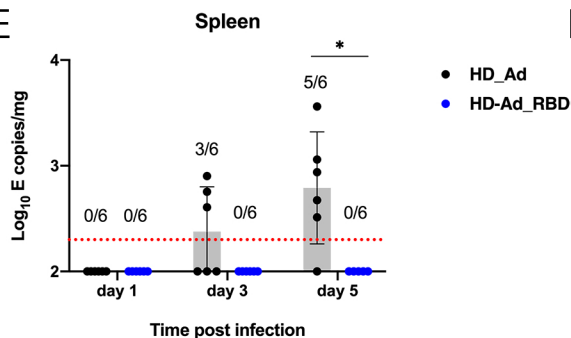 Spleen
*
4
5/6
HD_Ad
HD-Ad_RBD
3/6
3
0/6 0/6
0/6
0/6
2
Log10 E copies/mg
day 1 day 3 day 5
Time post infection